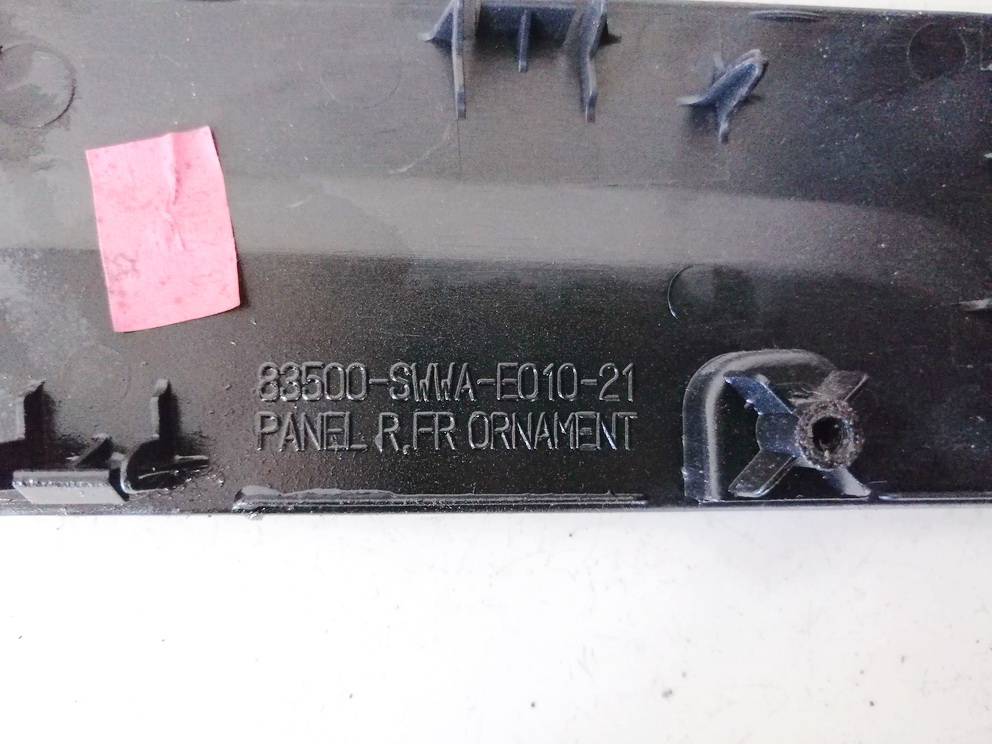 83500-SWWA-E010-21
PANEL R,FR ORNAMENT